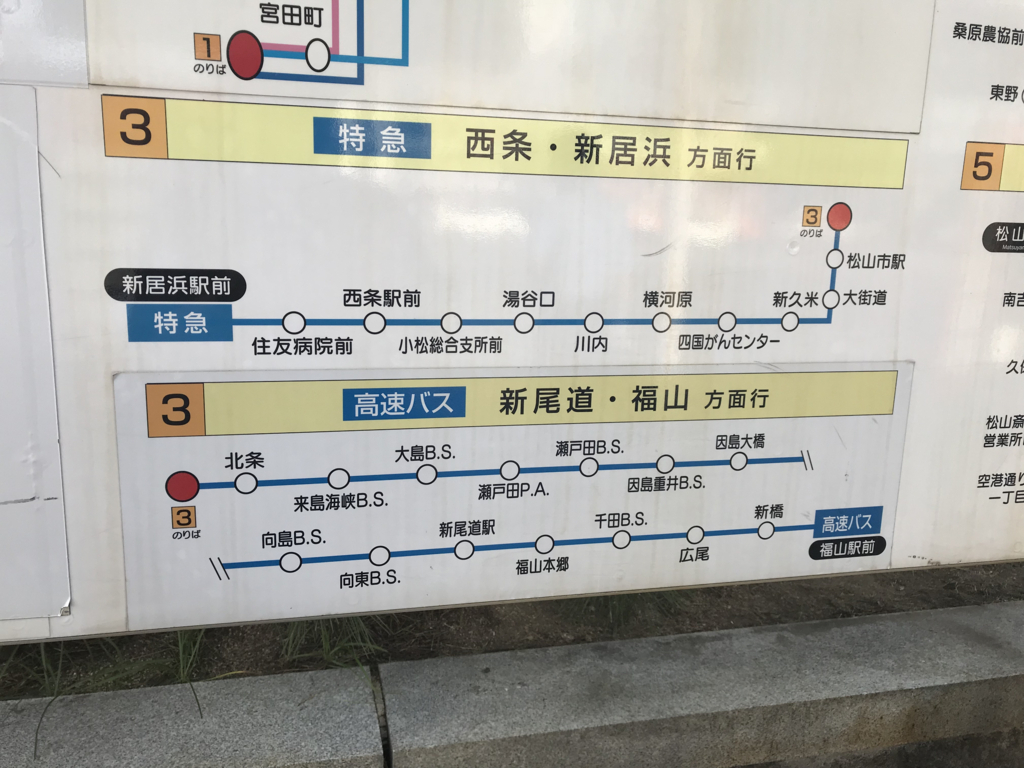 宮田町
1
のりば
3 特急 西条・新居浜 方面行
3
のりば
松山市駅
大街道
新久米
四国がんセンター
横河原
川内
湯谷口
小松総合支所前
西条駅前
住友病院前
新居浜駅前
特急
3 高速バス 新尾道・福山 方面行
3
のりば
北条
来島海峡B.S.
大島B.S.
瀬戸田P.A.
瀬戸田B.S.
因島重井B.S.
因島大橋
向島B.S.
向東B.S.
新尾道駅
福山本郷
千田B.S.
広尾
新橋
高速バス
福山駅前
桑原農協前
東野
5
松山
南吉
久
松山斎
営業所
空港通り
一丁目